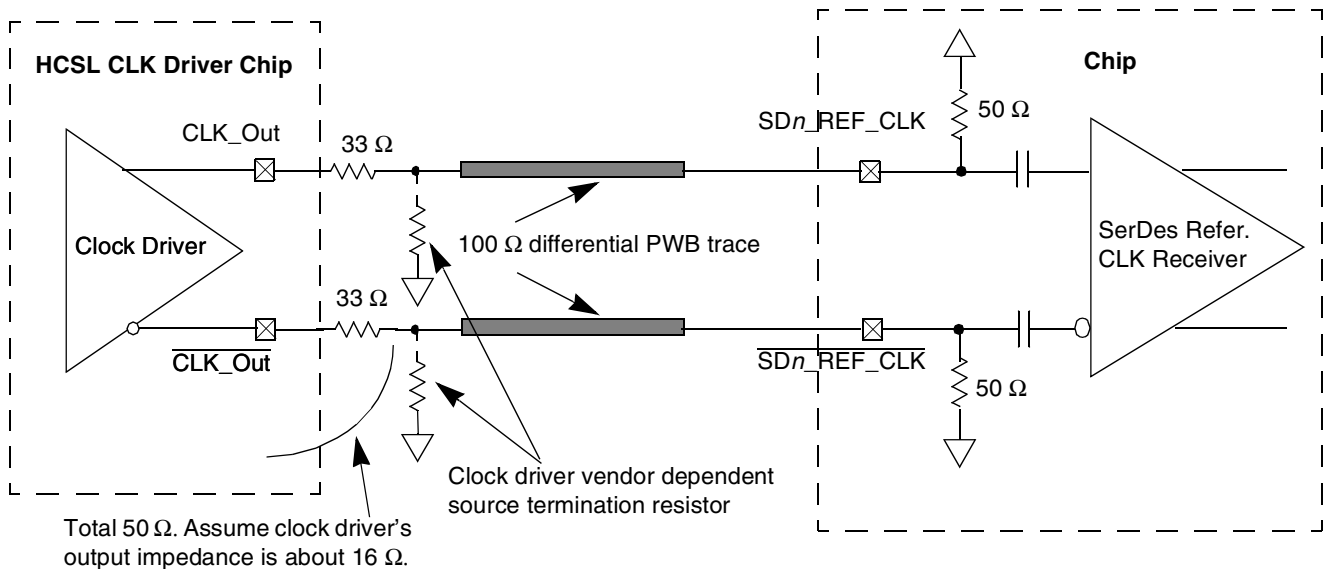 HCSL CLK Driver Chip
Chip
CLK_Out
33 Ω
SDn_REF_CLK
50 Ω
Clock Driver
100 Ω differential PWB trace
SerDes Refer.
CLK Receiver
33 Ω
CLK_Out
SDn_REF_CLK
50 Ω
Clock driver vendor dependent
source termination resistor
Total 50 Ω. Assume clock driver's
output impedance is about 16 Ω.